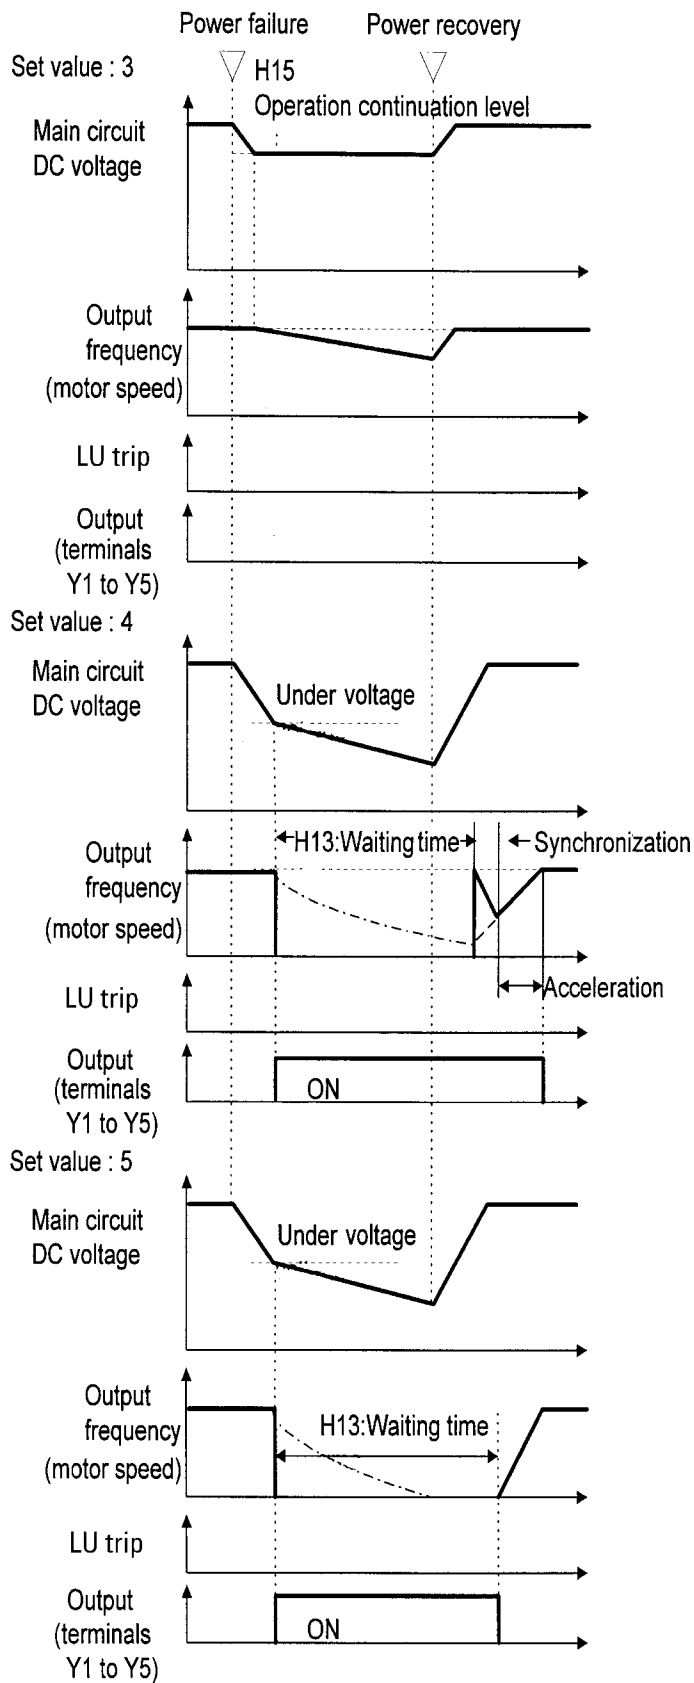 Power failure
Power recovery
Set value : 3
H15
Operation continuation level
Main circuit
DC voltage
Output
frequency
(motor speed)
LU trip
Output
(terminals
Y1 to Y5)
Set value : 4
Main circuit
DC voltage
Under voltage
H13:Waiting time
Synchronization
Output
frequency
(motor speed)
Acceleration
LU trip
Output
(terminals
Y1 to Y5)
ON
Set value : 5
Main circuit
DC voltage
Under voltage
Output
frequency
(motor speed)
H13:Waiting time
LU trip
Output
(terminals
Y1 to Y5)
ON